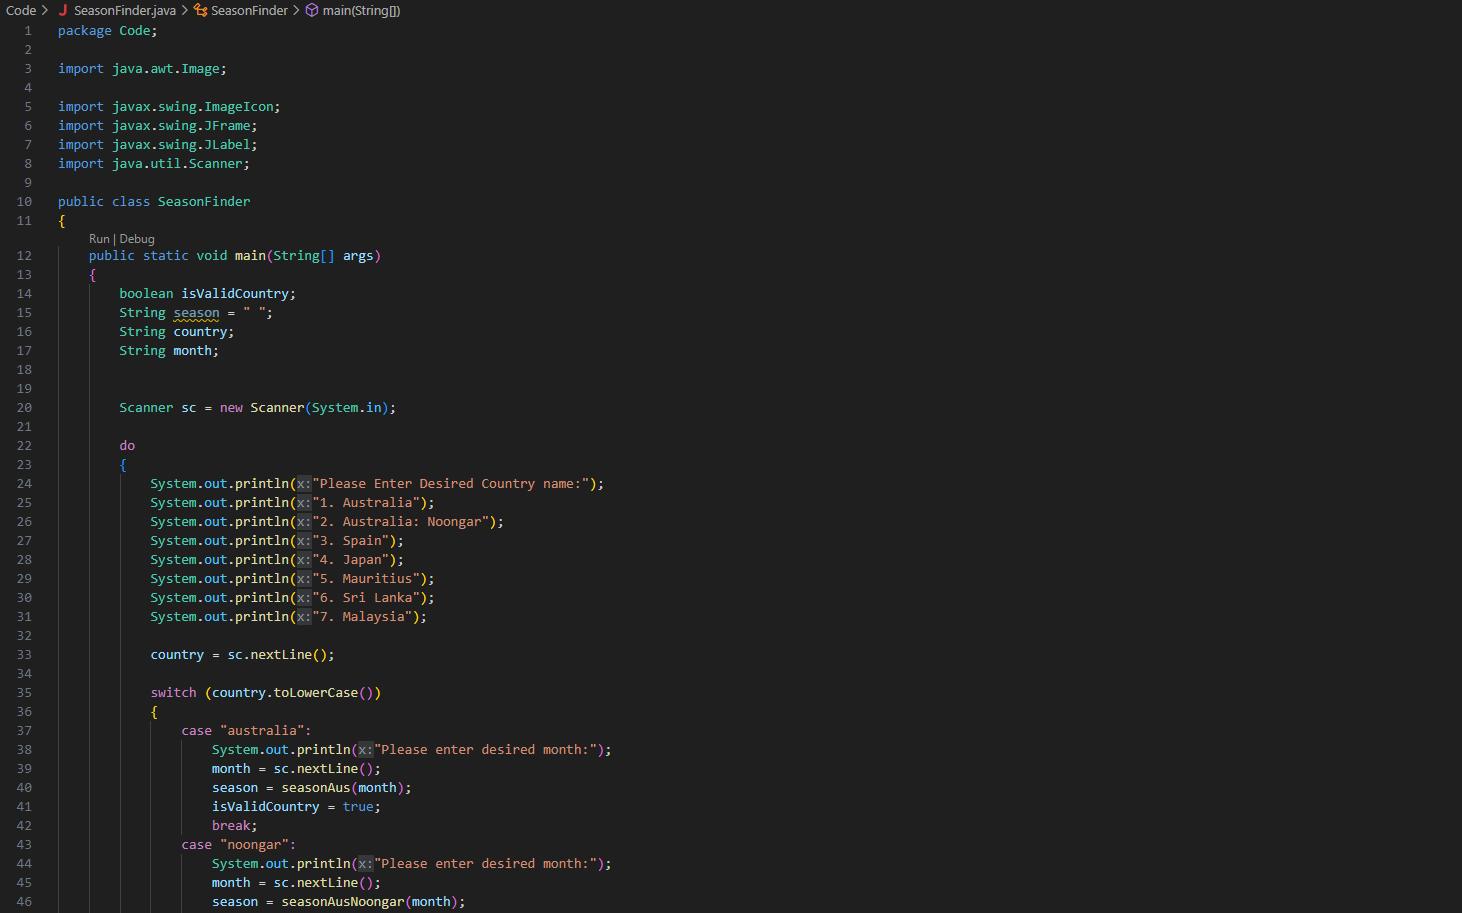 Code > SeasonFinder.java > SeasonFinder > main(String[])
1 package Code;
2
3 import java.awt.Image;
4
5 import javax.swing.ImageIcon;
6 import javax.swing.JFrame;
7 import javax.swing.JLabel;
8 import java.util.Scanner;
9
10 public class SeasonFinder
11 {
Run | Debug
12 public static void main(String[] args)
13 {
14 boolean isValidCountry;
15 String season = " ";
16 String country;
17 String month;
18
19
20 Scanner sc = new Scanner(System.in);
21
22 do
23 {
24 System.out.println(x:"Please Enter Desired Country name:");
25 System.out.println(x:"1. Australia");
26 System.out.println(x:"2. Australia: Noongar");
27 System.out.println(x:"3. Spain");
28 System.out.println(x:"4. Japan");
29 System.out.println(x:"5. Mauritius");
30 System.out.println(x:"6. Sri Lanka");
31 System.out.println(x:"7. Malaysia");
32
33 country = sc.nextLine();
34
35 switch (country.toLowerCase())
36 {
37 case "australia":
38 System.out.println(x:"Please enter desired month:");
39 month = sc.nextLine();
40 season = seasonAus(month);
41 isValidCountry = true;
42 break;
43 case "noongar":
44 System.out.println(x:"Please enter desired month:");
45 month = sc.nextLine();
46 season = seasonAusNoongar(month);